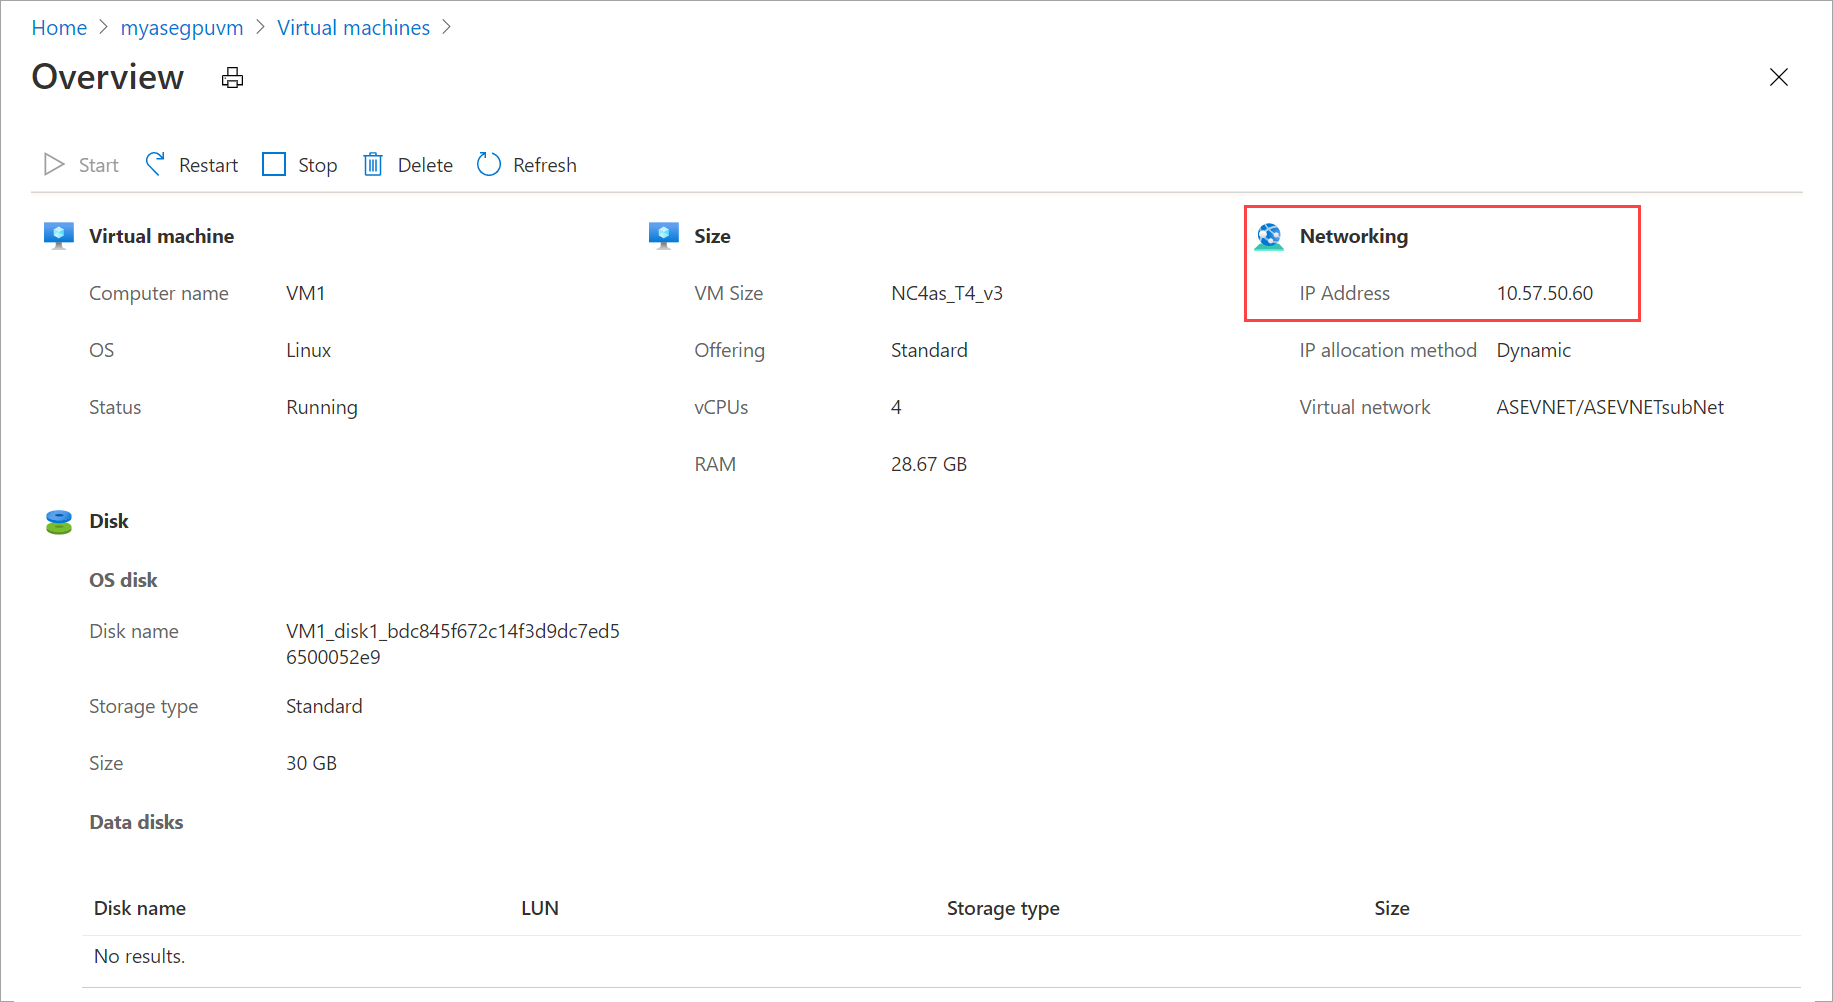 Home > myasegpuvm > Virtual machines >
Overview
Start Restart Stop Delete Refresh
Virtual machine
Computer name VM1
OS Linux
Status Running
Size
VM Size NC4as_T4_v3
Offering Standard
vCPUs 4
RAM 28.67 GB
Networking
IP Address 10.57.50.60
IP allocation method Dynamic
Virtual network ASEVNET/ASEVNETsubNet
Disk
OS disk
Disk name VM1_disk1_bdc845f672c14f3d9dc7ed5
6500052e9
Storage type Standard
Size 30 GB
Data disks
Disk name LUN Storage type Size
No results.